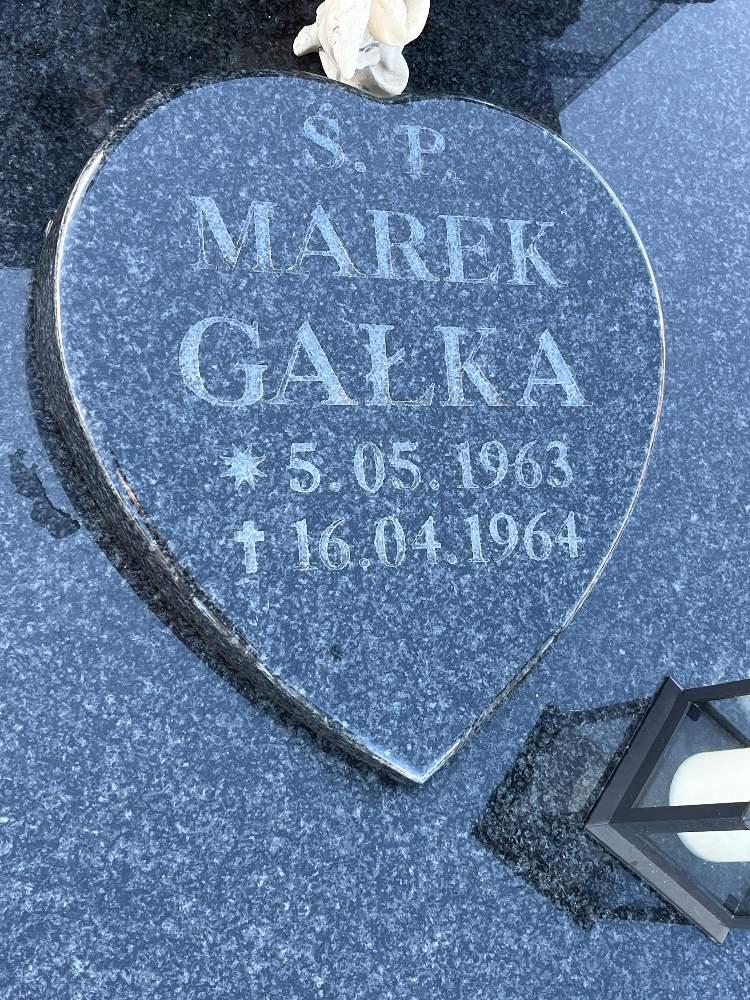 Ś. P.
MAREK
GAŁKA
* 5.05.1963
✝ 16.04.1964